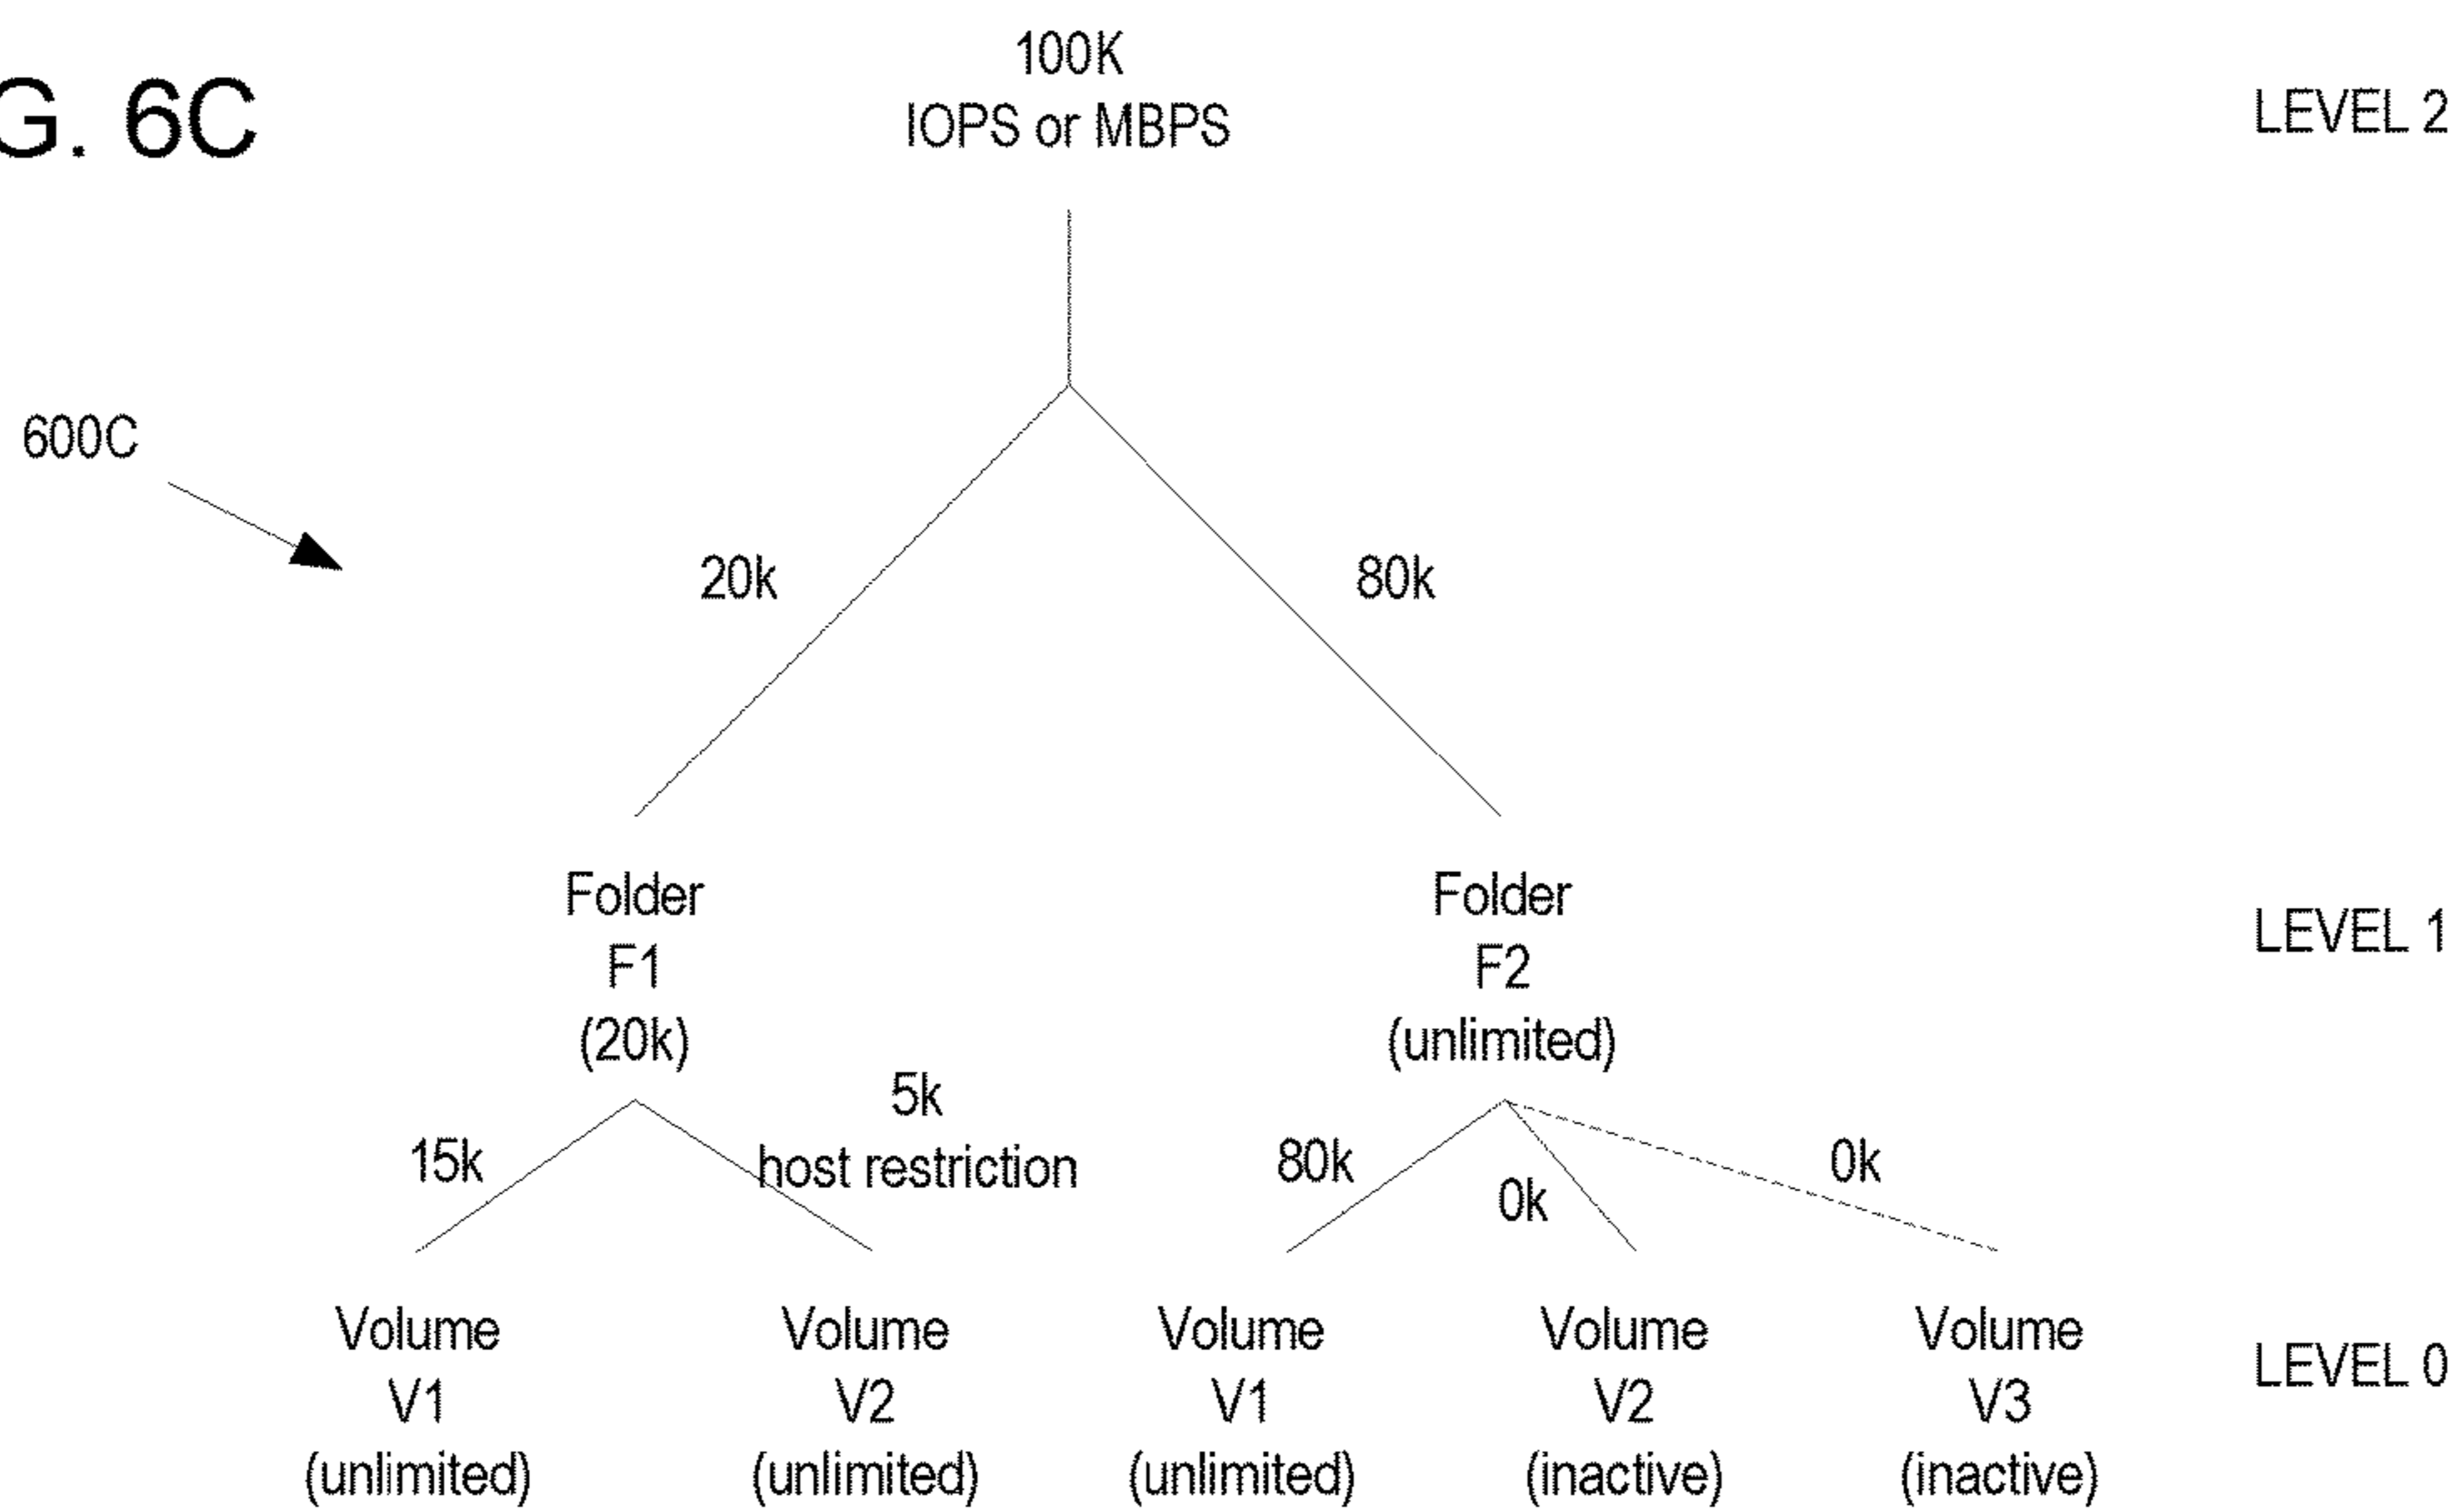 G. 6C
100K
IOPS or MBPS
LEVEL 2
600C
20k
80k
Folder
F1
(20k)
Folder
F2
(unlimited)
LEVEL 1
15k
5k
host restriction
80k
0k
0k
Volume
V1
(unlimited)
Volume
V2
(unlimited)
Volume
V1
(unlimited)
Volume
V2
(inactive)
Volume
V3
(inactive)
LEVEL 0